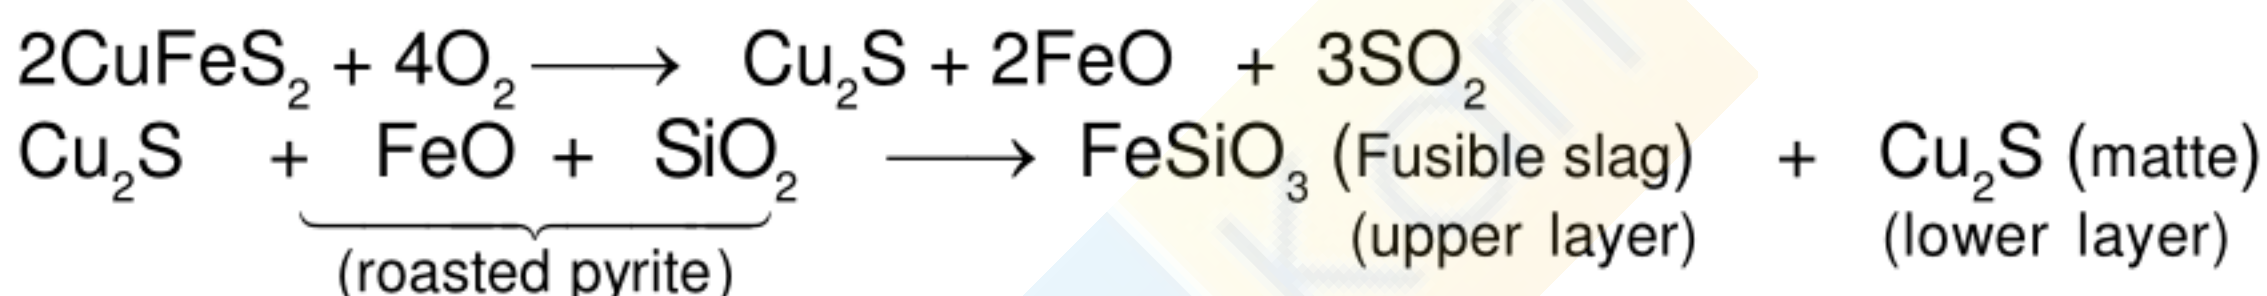 2CuFeS₂ + 4O₂ ⟶ Cu₂S + 2FeO + 3SO₂
Cu₂S + FeO + SiO₂ ⟶ FeSiO₃ (Fusible slag) + Cu₂S (matte)
(upper layer) (lower layer)
(roasted pyrite)